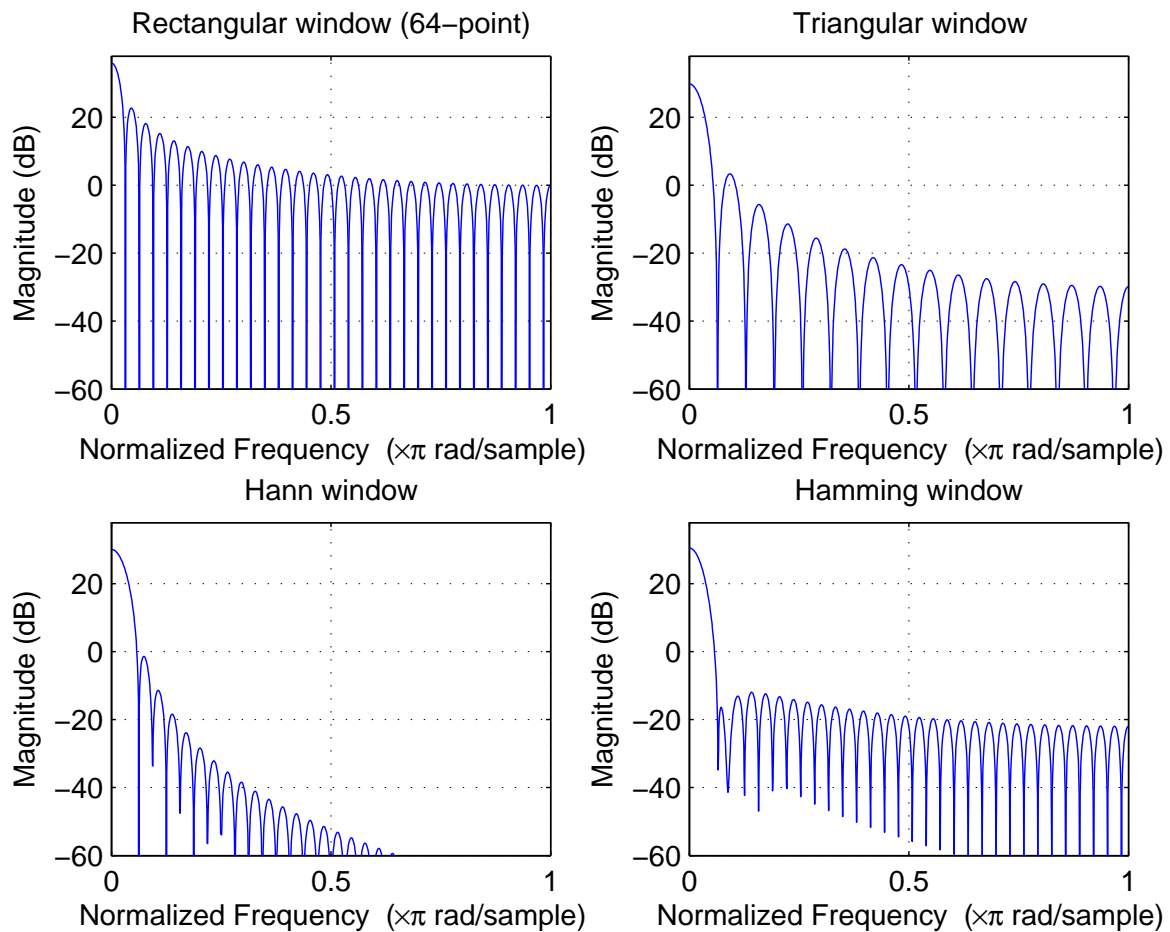 Rectangular window (64−point)
Magnitude (dB)
20
0
−20
−40
−60
0
0.5
1
Normalized Frequency (×π rad/sample)
Triangular window
Magnitude (dB)
20
0
−20
−40
−60
0
0.5
1
Normalized Frequency (×π rad/sample)
Hann window
Magnitude (dB)
20
0
−20
−40
−60
0
0.5
1
Normalized Frequency (×π rad/sample)
Hamming window
Magnitude (dB)
20
0
−20
−40
−60
0
0.5
1
Normalized Frequency (×π rad/sample)